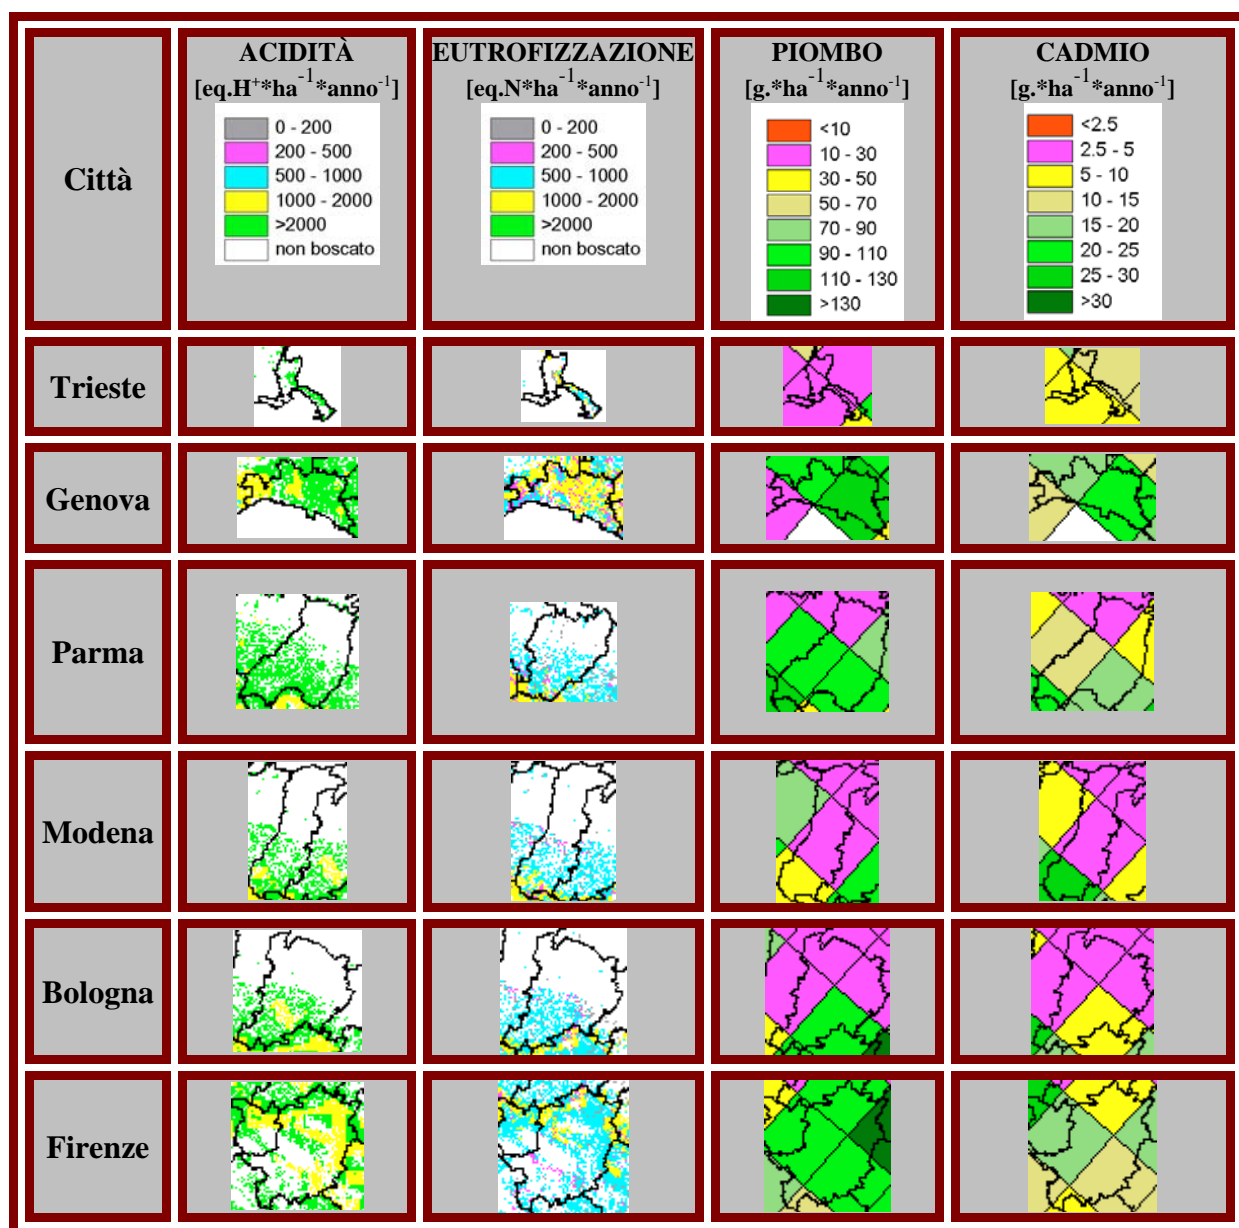 Città
ACIDITÀ
[eq.H⁺*ha⁻¹*anno⁻¹]
0 - 200
200 - 500
500 - 1000
1000 - 2000
>2000
non boscato
EUTROFIZZAZIONE
[eq.N*ha⁻¹*anno⁻¹]
0 - 200
200 - 500
500 - 1000
1000 - 2000
>2000
non boscato
PIOMBO
[g.*ha⁻¹*anno⁻¹]
<10
10 - 30
30 - 50
50 - 70
70 - 90
90 - 110
110 - 130
>130
CADMIO
[g.*ha⁻¹*anno⁻¹]
<2.5
2.5 - 5
5 - 10
10 - 15
15 - 20
20 - 25
25 - 30
>30
Trieste
Genova
Parma
Modena
Bologna
Firenze